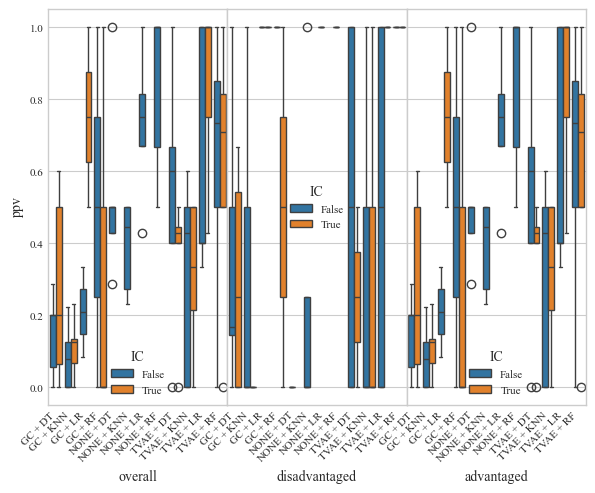 1.0
0.8
0.6
0.4
0.2
0.0
ppv
IC
False
True
IC
False
True
IC
False
True
GC + DT
GC + KNN
GC + LR
GC + RF
NONE + DT
NONE + KNN
NONE + LR
NONE + RF
TVAE + DT
TVAE + KNN
TVAE + LR
TVAE + RF
GC + DT
GC + KNN
GC + LR
GC + RF
NONE + DT
NONE + KNN
NONE + LR
NONE + RF
TVAE + DT
TVAE + KNN
TVAE + LR
TVAE + RF
GC + DT
GC + KNN
GC + LR
GC + RF
NONE + DT
NONE + KNN
NONE + LR
NONE + RF
TVAE + DT
TVAE + KNN
TVAE + LR
TVAE + RF
overall
disadvantaged
advantaged